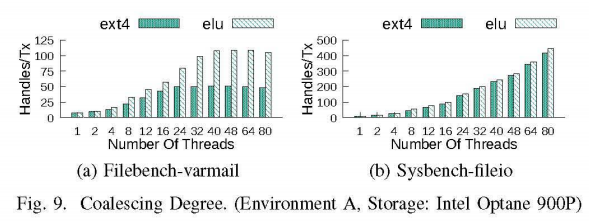 ext4 elu
Handles/Tx
125
100
75
50
25
0
1 2 4 8 12 16 24 32 40 48 64 80
Number Of Threads
(a) Filebench-varmail
ext4 elu
Handles/Tx
500
400
300
200
100
0
1 2 4 8 12 16 24 32 40 48 64 80
Number Of Threads
(b) Sysbench-fileio
Fig. 9. Coalescing Degree. (Environment A, Storage: Intel Optane 900P)